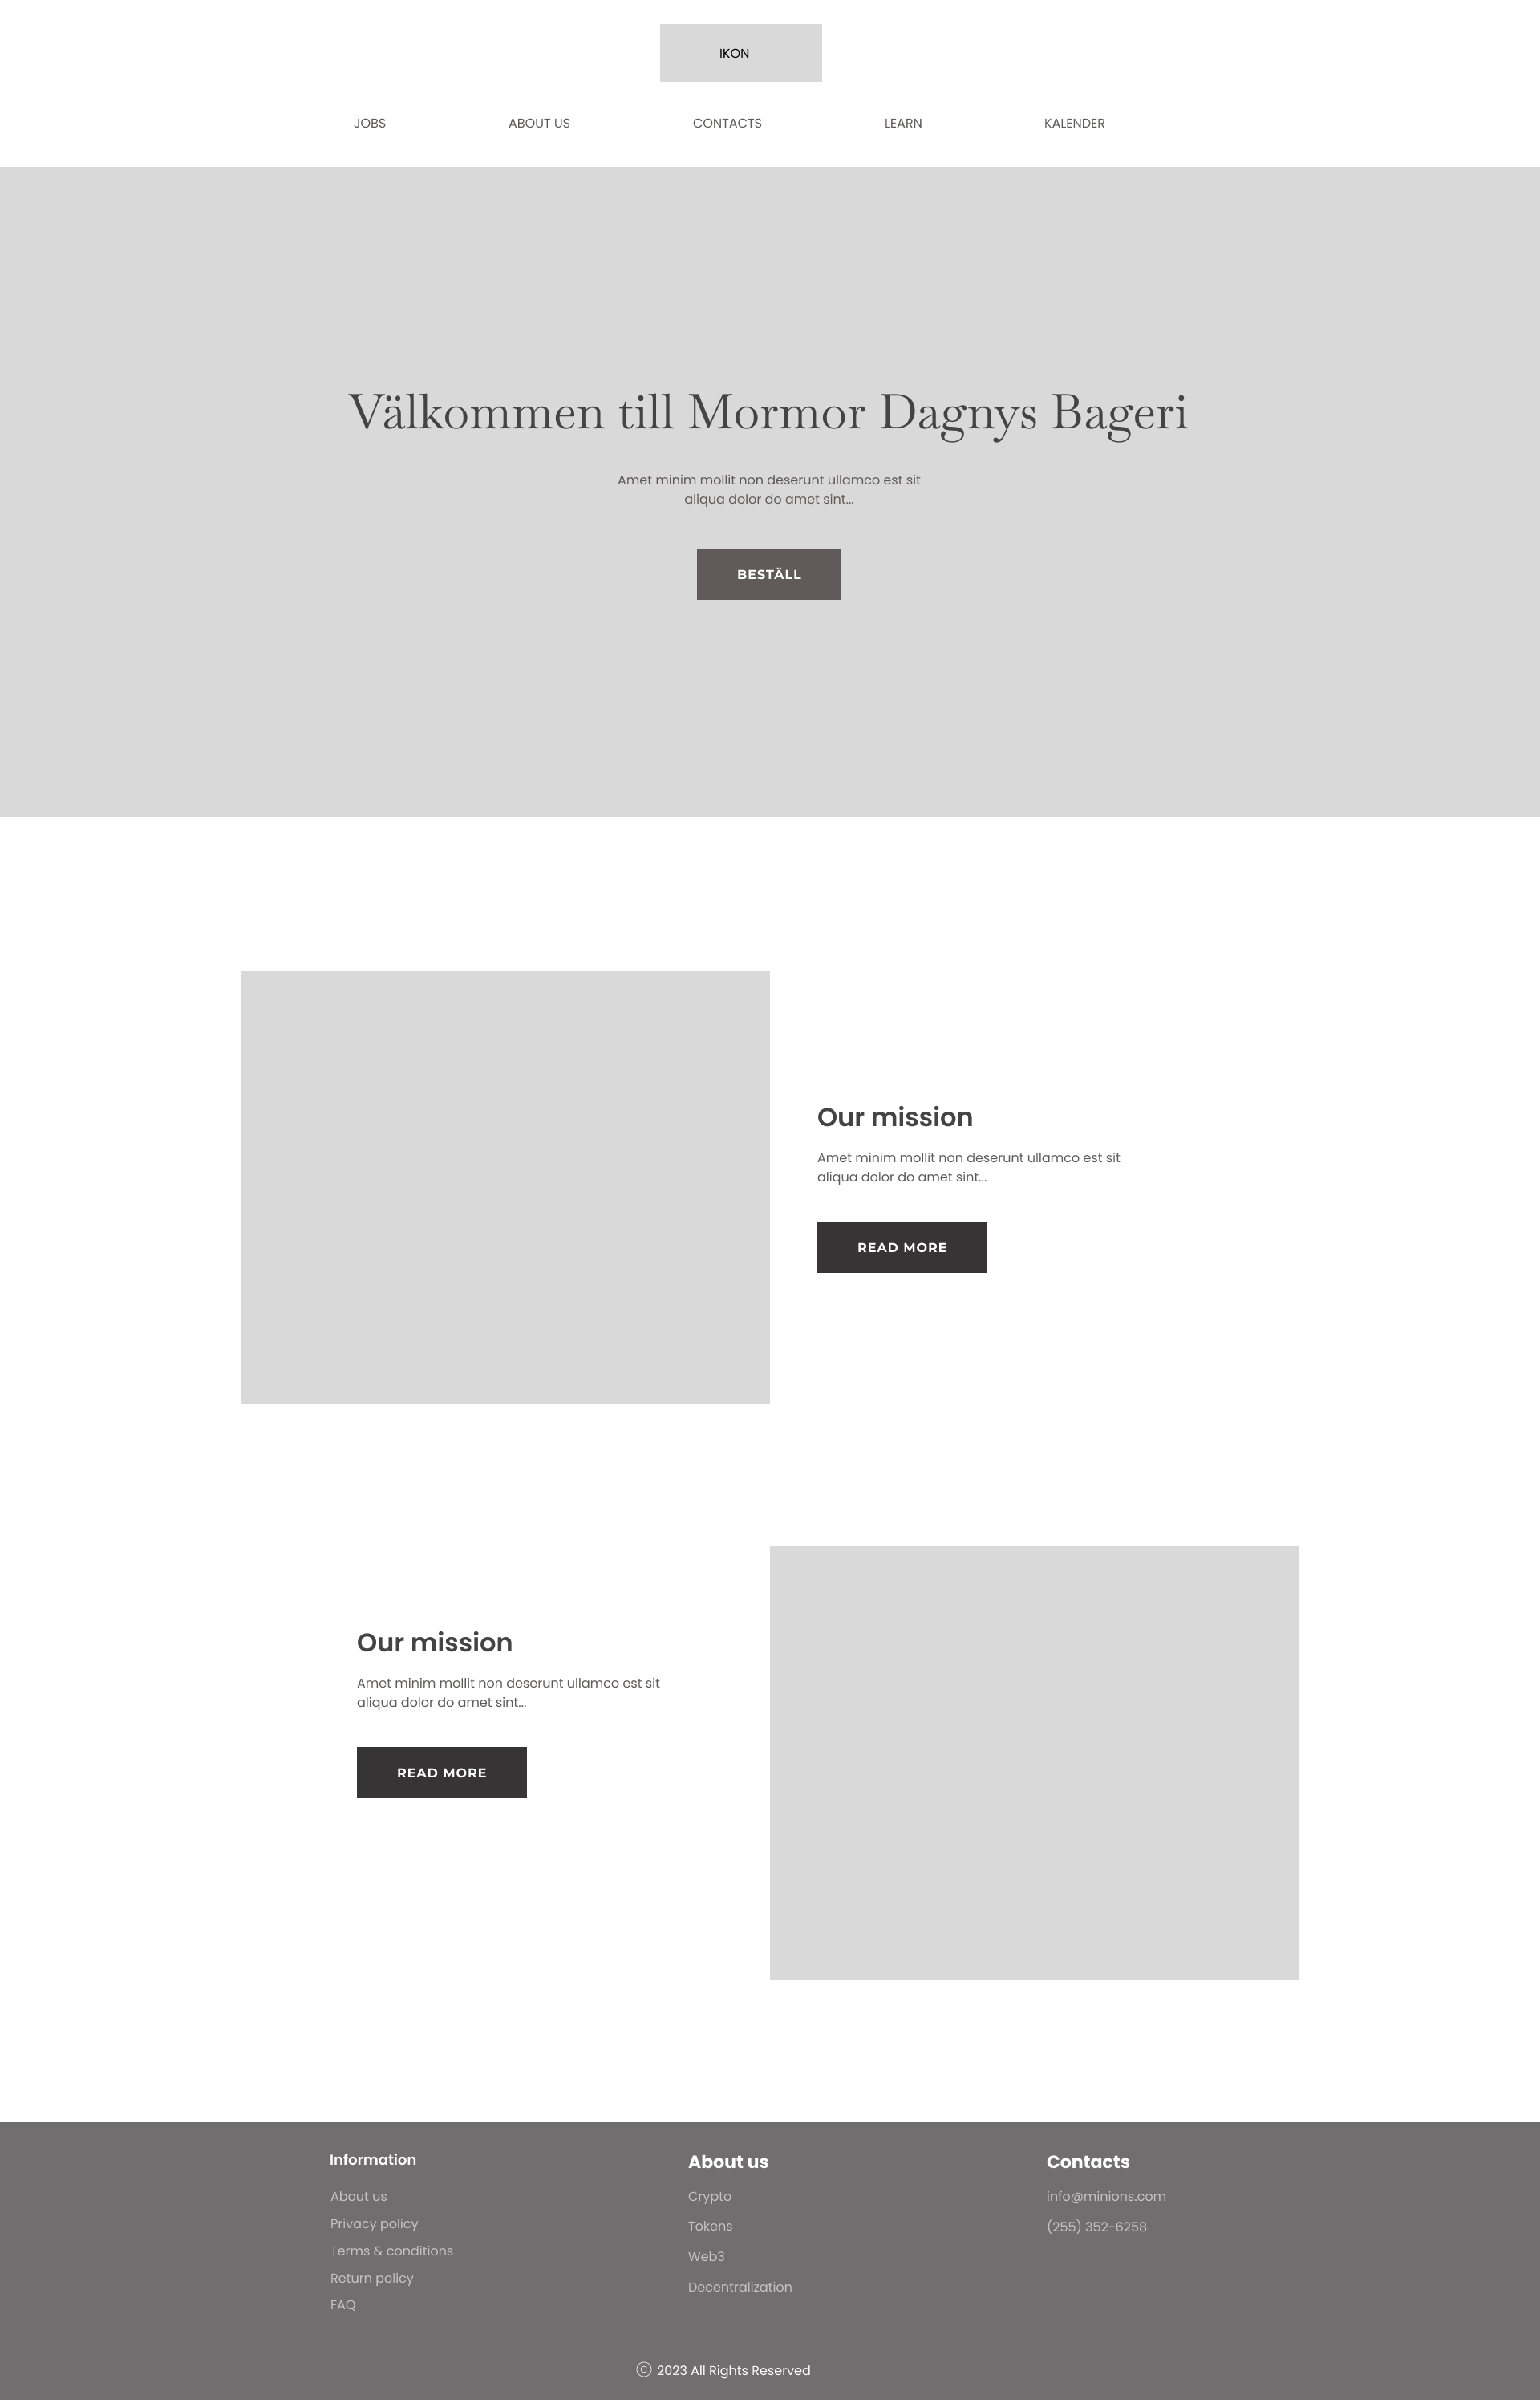 IKON
JOBS ABOUT US CONTACTS LEARN KALENDER
Välkommen till Mormor Dagnys Bageri
Amet minim mollit non deserunt ullamco est sit
aliqua dolor do amet sint...
BESTÄLL
Our mission
Amet minim mollit non deserunt ullamco est sit
aliqua dolor do amet sint...
READ MORE
Our mission
Amet minim mollit non deserunt ullamco est sit
aliqua dolor do amet sint...
READ MORE
Information
About us
Privacy policy
Terms & conditions
Return policy
FAQ
About us
Crypto
Tokens
Web3
Decentralization
Contacts
info@minions.com
(255) 352-6258
© 2023 All Rights Reserved